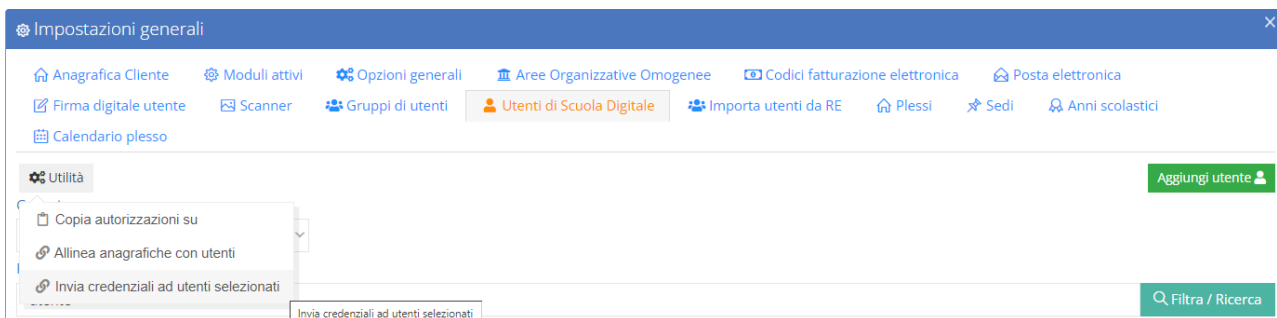 Impostazioni generali
Anagrafica Cliente Moduli attivi Opzioni generali Aree Organizzative Omogenee Codici fatturazione elettronica Posta elettronica
Firma digitale utente Scanner Gruppi di utenti Utenti di Scuola Digitale Importa utenti da RE Plessi Sedi Anni scolastici
Calendario plesso
Utilità Aggiungi utente
Copia autorizzazioni su
Allinea anagrafiche con utenti
Invia credenziali ad utenti selezionati
Filtra / Ricerca
Invia credenziali ad utenti selezionati